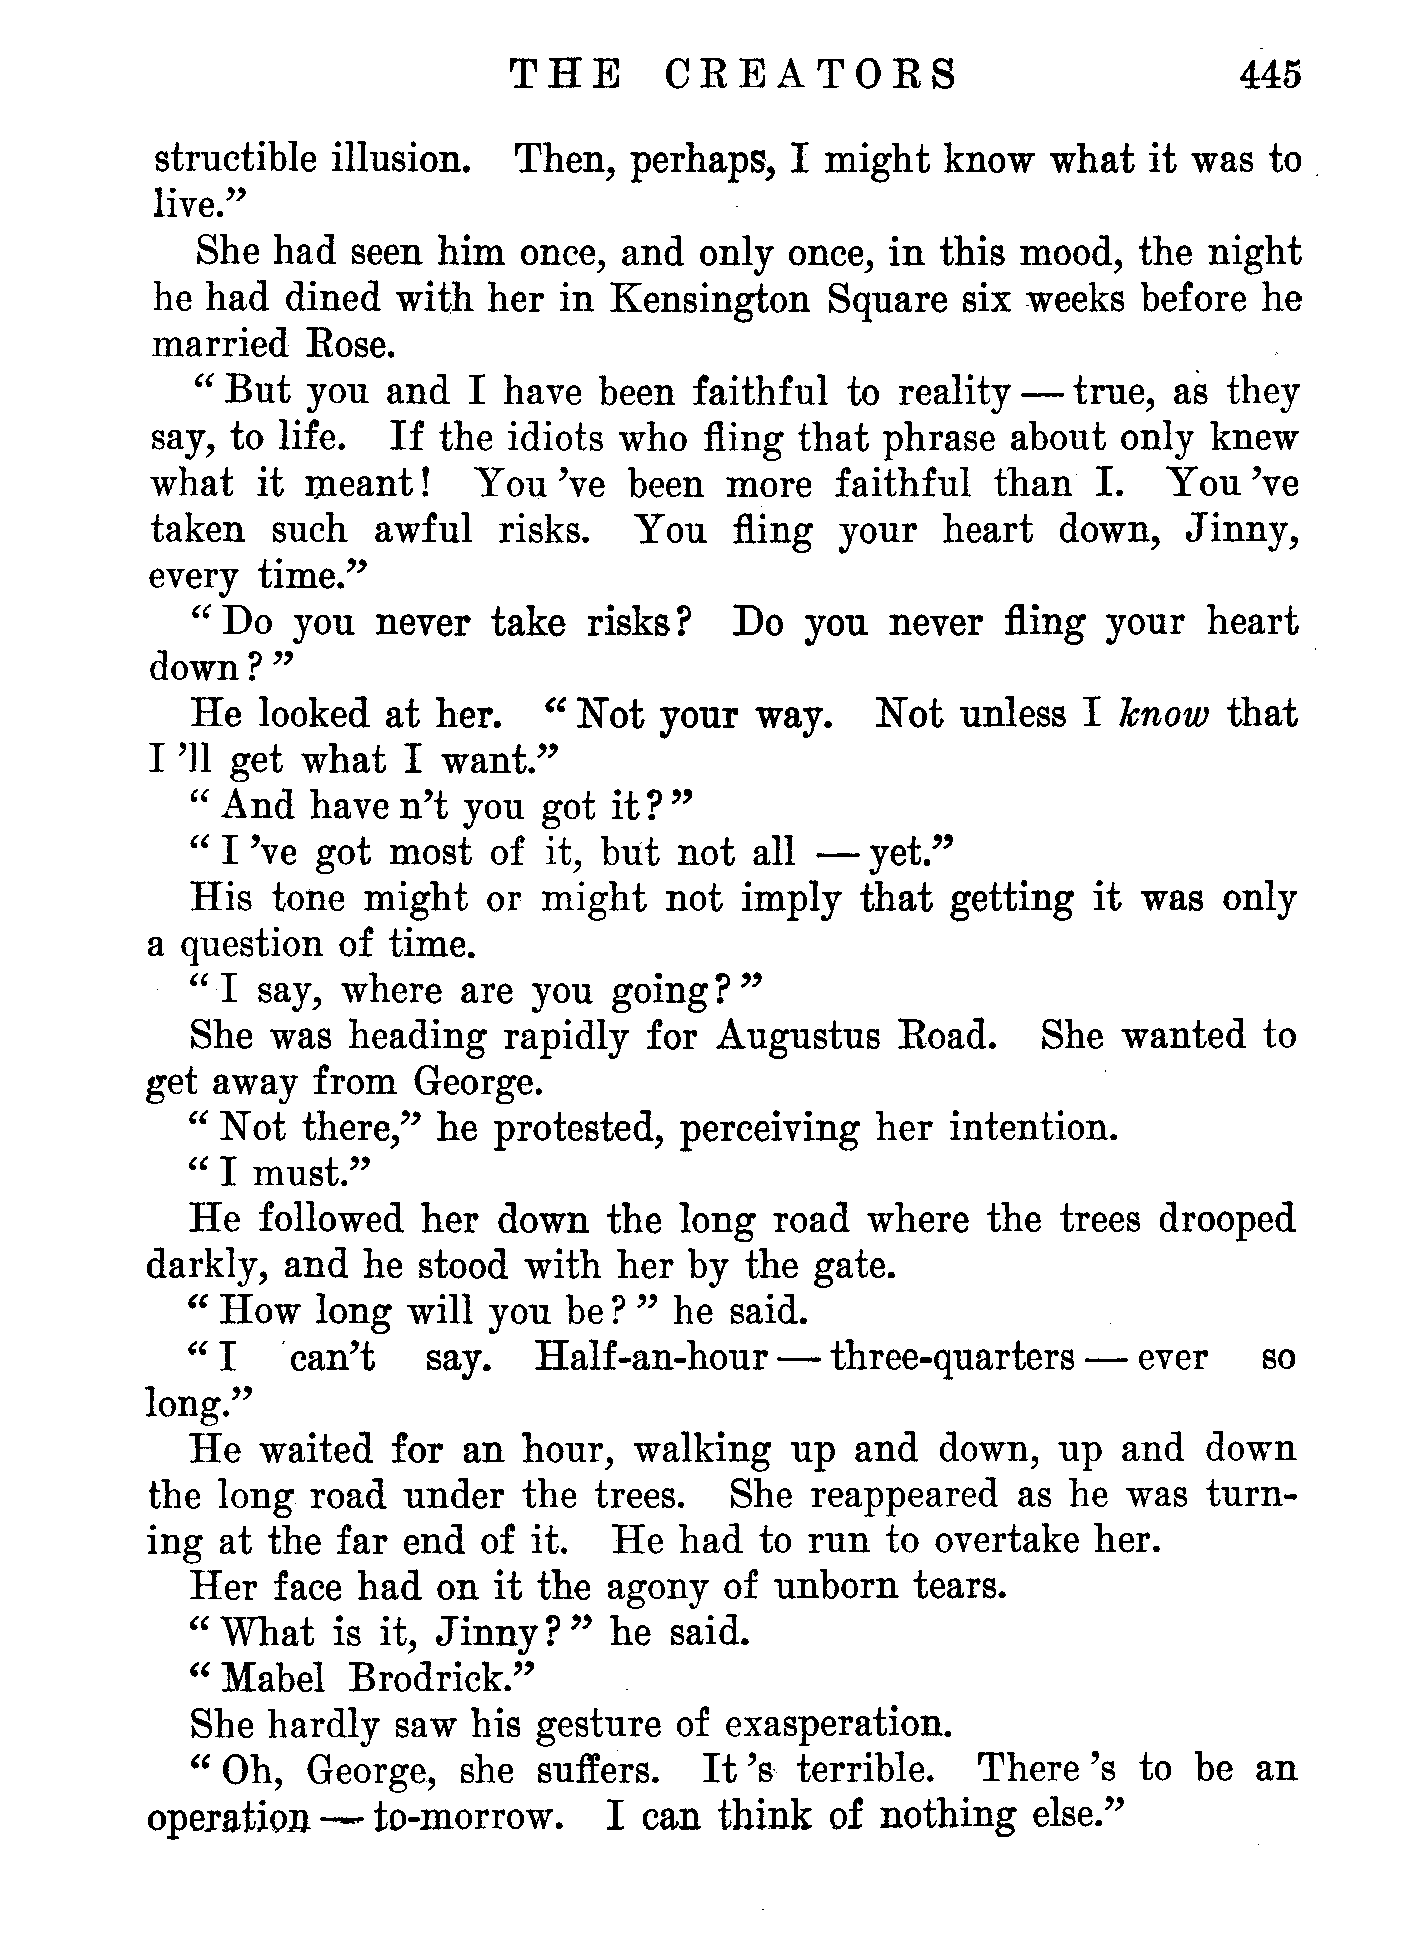 THE CREATORS 445
structible illusion. Then, perhaps, I might know what it was to
live.”
She had seen him once, and only once, in this mood, the night
he had dined with her in Kensington Square six weeks before he
married Rose.
“ But you and I have been faithful to reality — true, as they
say, to life. If the idiots who fling that phrase about only knew
what it meant! You 've been more faithful than I. You 've
taken such awful risks. You fling your heart down, Jinny,
every time.”
“ Do you never take risks? Do you never fling your heart
down? ”
He looked at her. “ Not your way. Not unless I know that
I 'll get what I want.”
“ And have n't you got it? ”
“ I 've got most of it, but not all — yet.”
His tone might or might not imply that getting it was only
a question of time.
“ I say, where are you going? ”
She was heading rapidly for Augustus Road. She wanted to
get away from George.
“ Not there,” he protested, perceiving her intention.
“ I must.”
He followed her down the long road where the trees drooped
darkly, and he stood with her by the gate.
“ How long will you be? ” he said.
“ I can't say. Half-an-hour — three-quarters — ever so
long.”
He waited for an hour, walking up and down, up and down
the long road under the trees. She reappeared as he was turn-
ing at the far end of it. He had to run to overtake her.
Her face had on it the agony of unborn tears.
“ What is it, Jinny? ” he said.
“ Mabel Brodrick.”
She hardly saw his gesture of exasperation.
“ Oh, George, she suffers. It 's terrible. There 's to be an
operation — to-morrow. I can think of nothing else.”